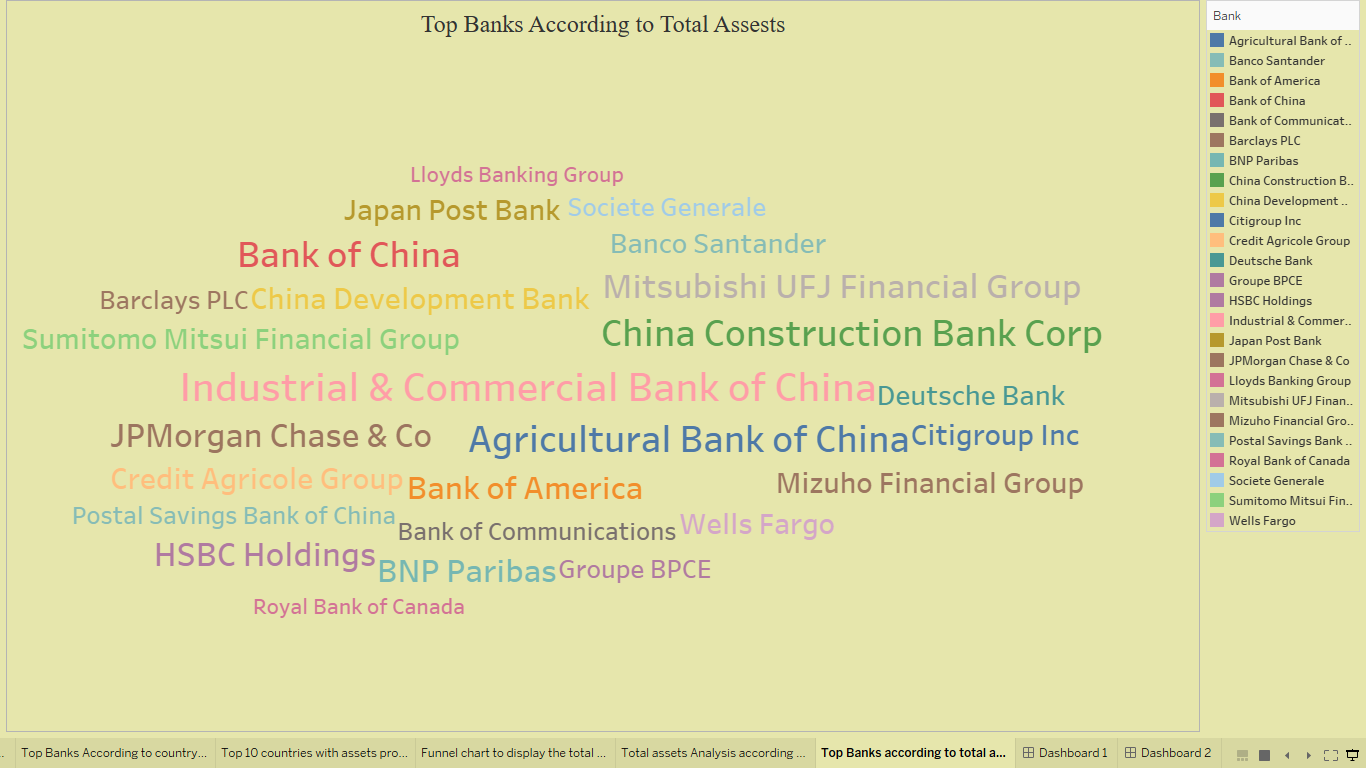 Top Banks According to Total Assests
Lloyds Banking Group
Japan Post Bank
Societe Generale
Bank of China
Banco Santander
Mitsubishi UFJ Financial Group
Barclays PLC
China Development Bank
Sumitomo Mitsui Financial Group
China Construction Bank Corp
Industrial & Commercial Bank of China
Deutsche Bank
JPMorgan Chase & Co
Agricultural Bank of China
Citigroup Inc
Credit Agricole Group
Bank of America
Mizuho Financial Group
Postal Savings Bank of China
Bank of Communications
Wells Fargo
HSBC Holdings
BNP Paribas
Groupe BPCE
Royal Bank of Canada
Bank
Agricultural Bank of ..
Banco Santander
Bank of America
Bank of China
Bank of Communicat..
Barclays PLC
BNP Paribas
China Construction B..
China Development ..
Citigroup Inc
Credit Agricole Group
Deutsche Bank
Groupe BPCE
HSBC Holdings
Industrial & Commer..
Japan Post Bank
JPMorgan Chase & Co
Lloyds Banking Group
Mitsubishi UFJ Finan..
Mizuho Financial Gro..
Postal Savings Bank ..
Royal Bank of Canada
Societe Generale
Sumitomo Mitsui Fin..
Wells Fargo
Top Banks According to country...
Top 10 countries with assets pro...
Funnel chart to display the total ...
Total assets Analysis according ...
Top Banks according to total a...
Dashboard 1
Dashboard 2